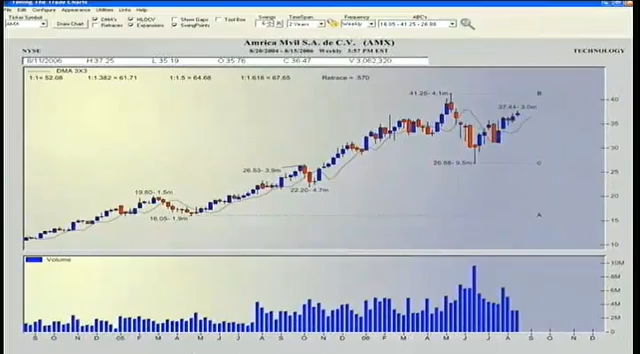 Timing The Trade Charts
File Edit Configure Appearance Utilities Links Help
Ticker Symbol
AMX
Draw Chart
DMA's HLOCV Show Gaps Tool Box
Retraces Expansions SwingPoints
Swings
TimeSpan
2 Years
Frequency
Weekly
ABC's
16.05 - 41.25 - 26.88
Amrica Mvil S.A. de C.V. (AMX)
NYSE
8/20/2004 - 8/15/2006 Weekly 3:57 PM EST
TECHNOLOGY
8/11/2006 H 37.25 L 35.19 O 35.76 C 36.47 V 3,062,320
DMA 3X3
1:1= 52.08 1:1.382 = 61.71 1:1.5 = 64.68 1:1.618 = 67.65 Retrace = .570
41.25 - 4.1m
B
40
37.44 - 3.0m
35
30
26.53 - 3.9m
26.88 - 9.5m
C
25
22.20 - 4.7m
19.80 - 1.5m
20
16.05 - 1.9m
A
15
10
Volume
10M
8M
6M
4M
2M
0
S O N D 05 F M A M J J A S O N D 06 F M A M J J A S O N D